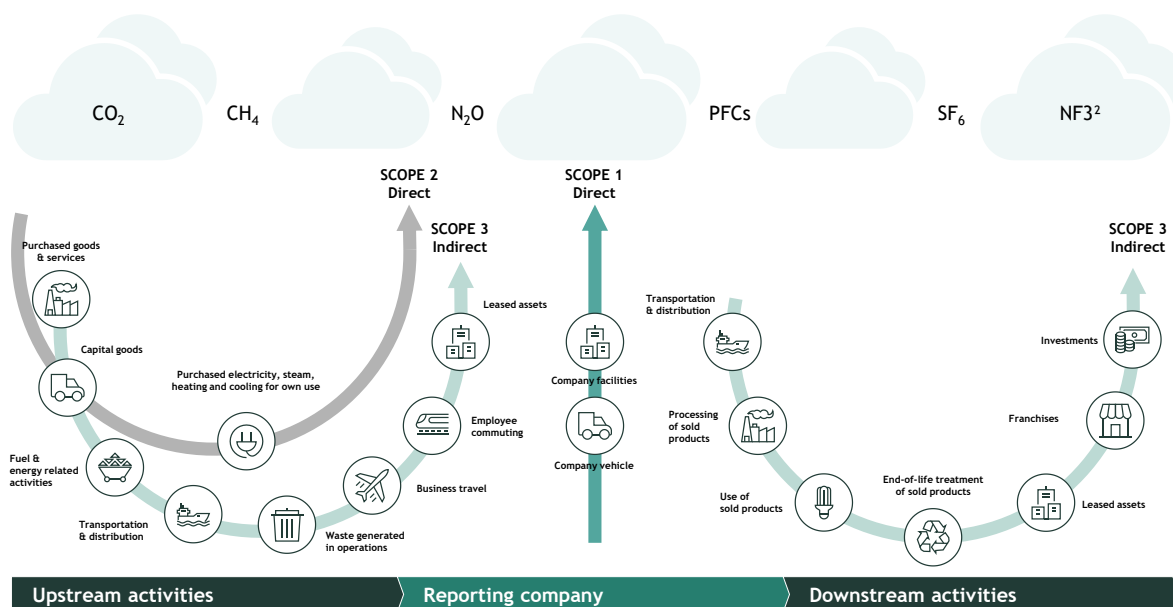 CO₂
CH₄
N₂O
PFCs
SF₆
NF3²
SCOPE 2
Direct
SCOPE 1
Direct
SCOPE 3
Indirect
SCOPE 3
Indirect
Purchased goods
& services
Capital goods
Purchased electricity, steam,
heating and cooling for own use
Fuel &
energy related
activities
Transportation
& distribution
Waste generated
in operations
Business travel
Employee
commuting
Leased assets
Company facilities
Company vehicle
Transportation
& distribution
Processing
of sold
products
Use of
sold products
End-of-life treatment
of sold products
Leased assets
Franchises
Investments
Upstream activities
Reporting company
Downstream activities